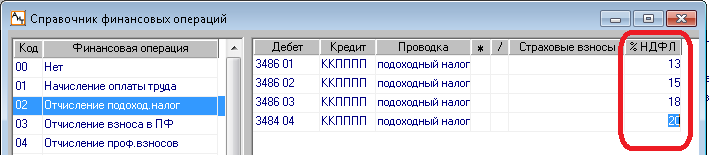 Справочник финансовых операций
Код Финансовая операция
00 Нет
01 Начисление оплаты труда
02 Отчисление подоход.налог
03 Отчисление взноса в ПФ
04 Отчисление проф.взносов
Дебет Кредит Проводка * / Страховые взносы % НДФЛ
3486 01 ККПППП подоходный налог 13
3486 02 ККПППП подоходный налог 15
3486 03 ККПППП подоходный налог 18
3484 04 ККПППП подоходный налог 20